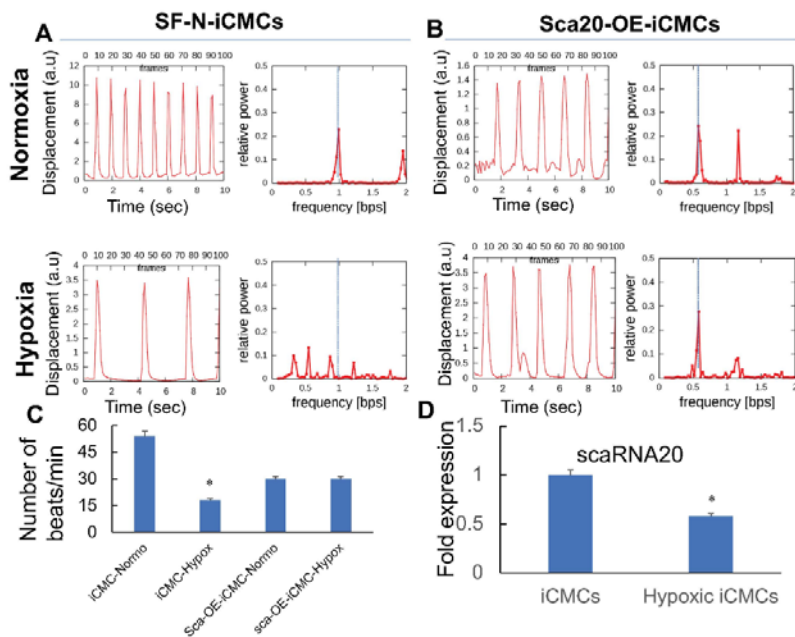 A
SF-N-iCMCs
B
Sca20-OE-iCMCs
Normoxia
Displacement (a.u)
0 10 20 30 40 50 60 70 80 90 100
frames
12
10
8
6
4
2
0
0 2 4 6 8 10
Time (sec)
relative power
0.5
0.4
0.3
0.2
0.1
0
0 0.5 1 1.5 2
frequency [bps]
Displacement (a.u)
0 10 20 30 40 50 60 70 80 90 100
frames
1.6
1.4
1.2
1.0
0.8
0.6
0.4
0.2
0
0 2 4 6 8 10
Time (sec)
relative power
0.5
0.4
0.3
0.2
0.1
0
0 0.5 1 1.5 2
frequency [bps]
Hypoxia
Displacement (a.u)
0 10 20 30 40 50 60 70 80 90 100
frames
4
3.5
3
2.5
2
1.5
1
0.5
0
0 2 4 6 8 10
Time (sec)
relative power
0.5
0.4
0.3
0.2
0.1
0
0 0.5 1 1.5 2
frequency [bps]
Displacement (a.u)
0 10 20 30 40 50 60 70 80 90 100
frames
4
3.5
3
2.5
2
1.5
1
0.5
0
0 2 4 6 8 10
Time (sec)
relative power
0.5
0.4
0.3
0.2
0.1
0
0 0.5 1 1.5 2
frequency [bps]
C
Number of
beats/min
60
45
30
15
0
*
iCMC-Normo
iCMC-Hypox
Sca-OE-iCMC-Normo
sca-OE-iCMC-Hypox
D
Fold expression
1.5
1
0.5
0
scaRNA20
*
iCMCs
Hypoxic iCMCs